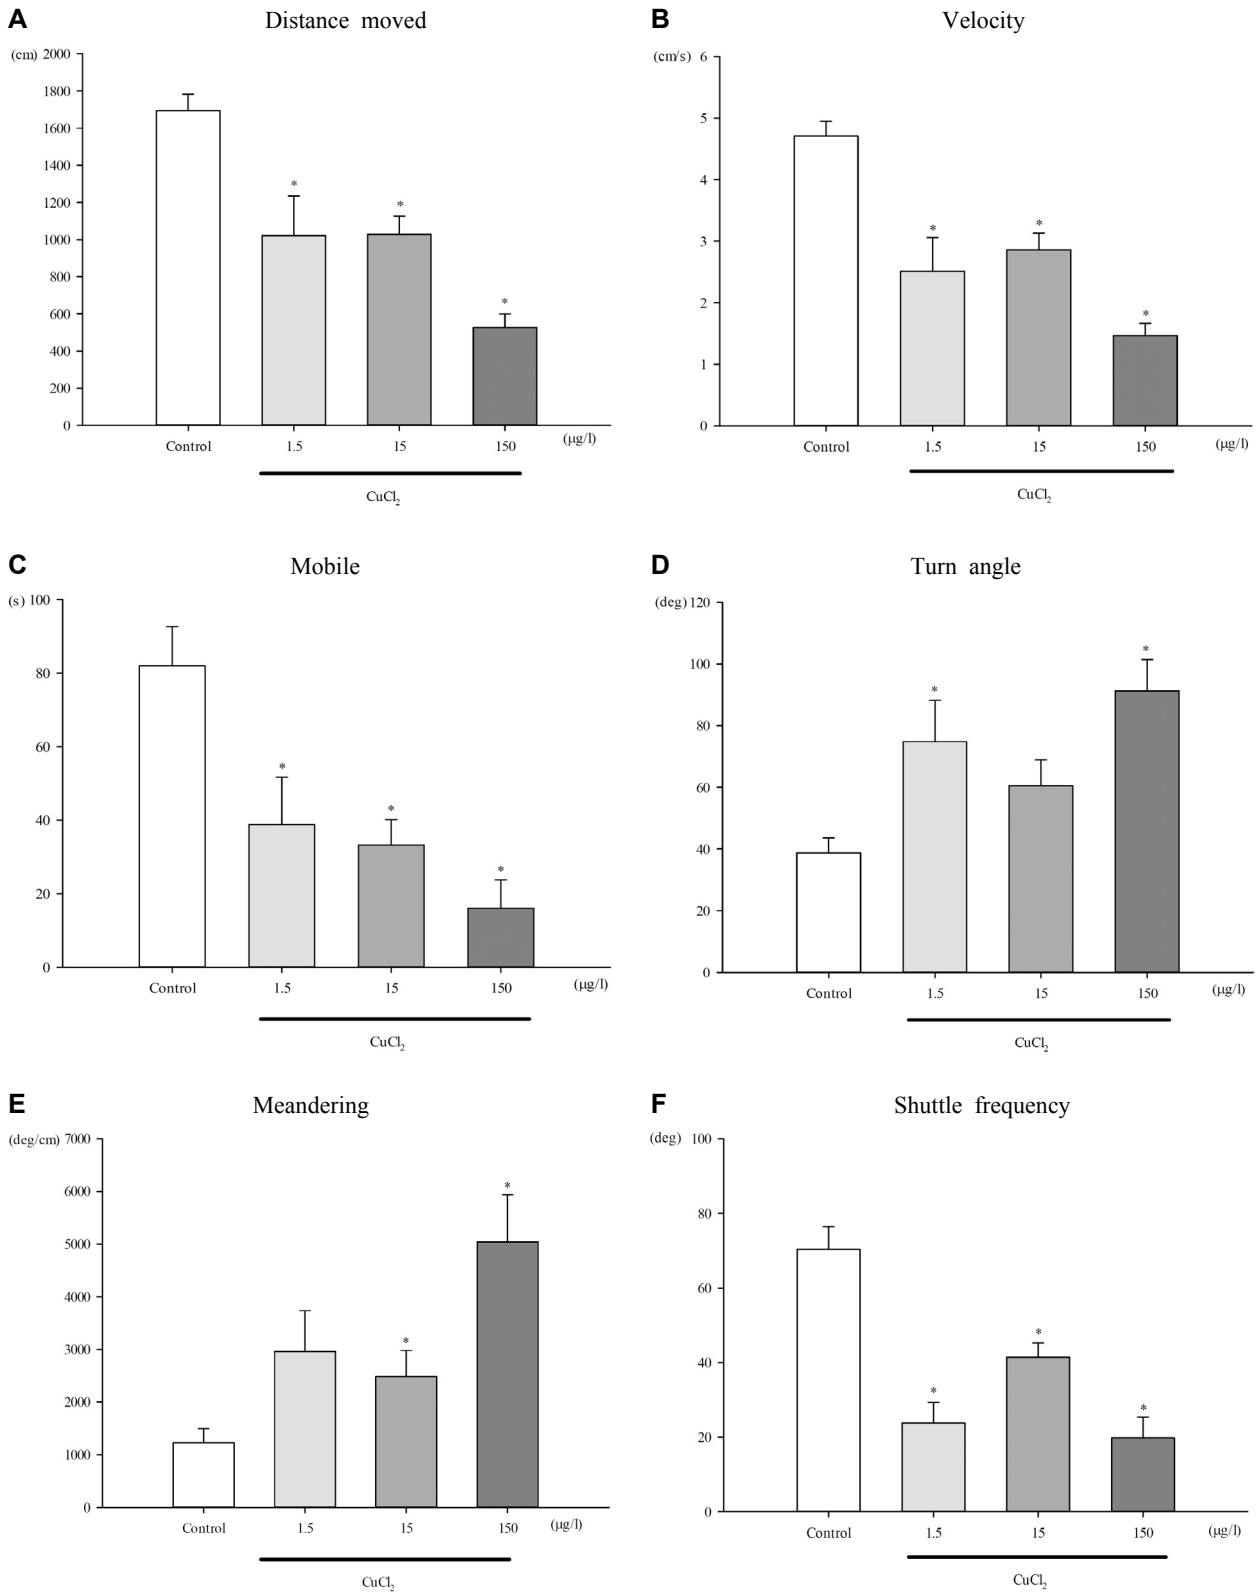 A Distance moved
(cm) 2000
1800
1600
1400
1200
1000
800
600
400
200
0
* * *
Control 1.5 15 150 (μg/l)
CuCl₂
B Velocity
(cm/s) 6
5
4
3
2
1
0
* * *
Control 1.5 15 150 (μg/l)
CuCl₂
C Mobile
(s) 100
80
60
40
20
0
* * *
Control 1.5 15 150 (μg/l)
CuCl₂
D Turn angle
(deg) 120
100
80
60
40
20
0
* *
Control 1.5 15 150 (μg/l)
CuCl₂
E Meandering
(deg/cm) 7000
6000
5000
4000
3000
2000
1000
0
* *
Control 1.5 15 150 (μg/l)
CuCl₂
F Shuttle frequency
(deg) 100
80
60
40
20
0
* * *
Control 1.5 15 150 (μg/l)
CuCl₂